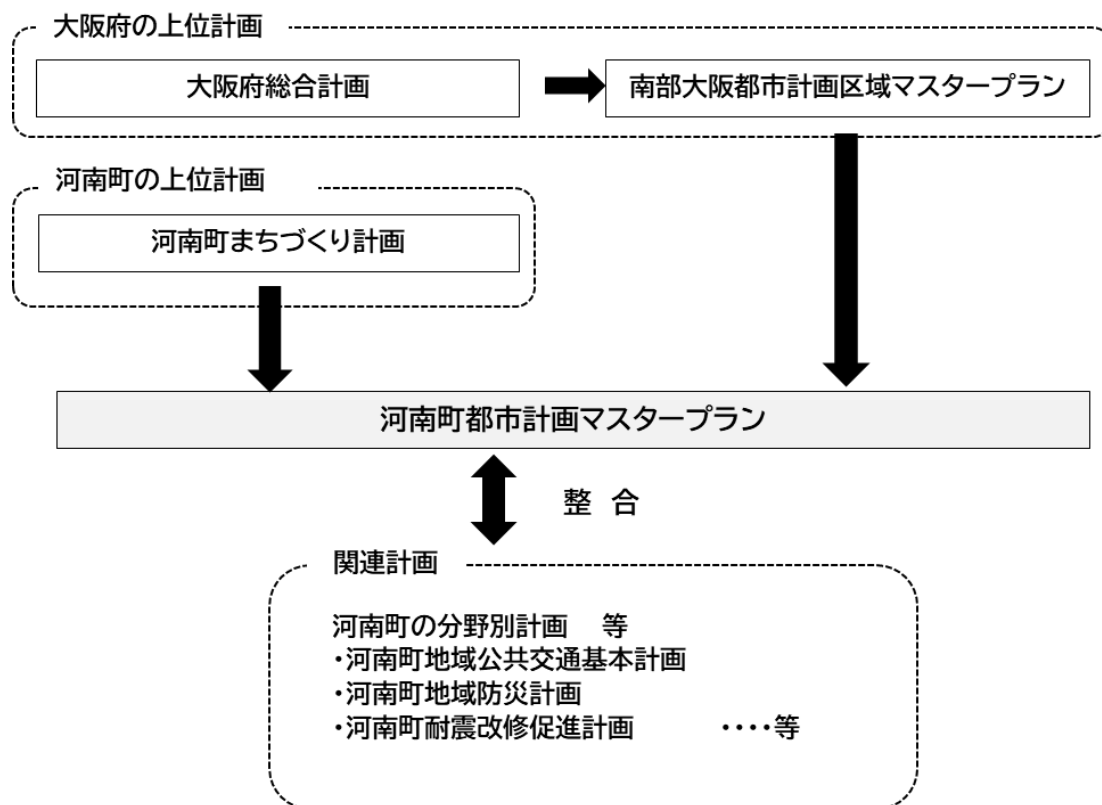 大阪府の上位計画
大阪府総合計画
南部大阪都市計画区域マスタープラン
河南町の上位計画
河南町まちづくり計画
河南町都市計画マスタープラン
整 合
関連計画
河南町の分野別計画 等
・河南町地域公共交通基本計画
・河南町地域防災計画
・河南町耐震改修促進計画 ・・・・等